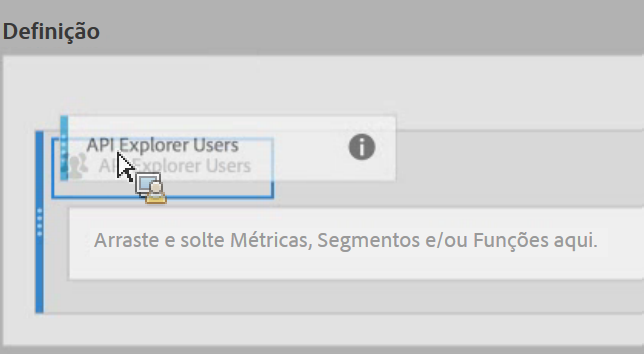 Definição
API Explorer Users
API Explorer Users
Arraste e solte Métricas, Segmentos e/ou Funções aqui.